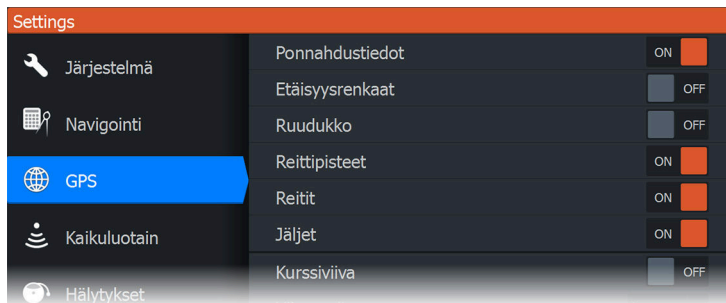 Settings
Järjestelmä
Navigointi
GPS
Kaikuluotain
Hälytykset
Ponnahdustiedot ON
Etäisyysrenkaat OFF
Ruudukko OFF
Reittipisteet ON
Reitit ON
Jäljet ON
Kurssiviiva OFF